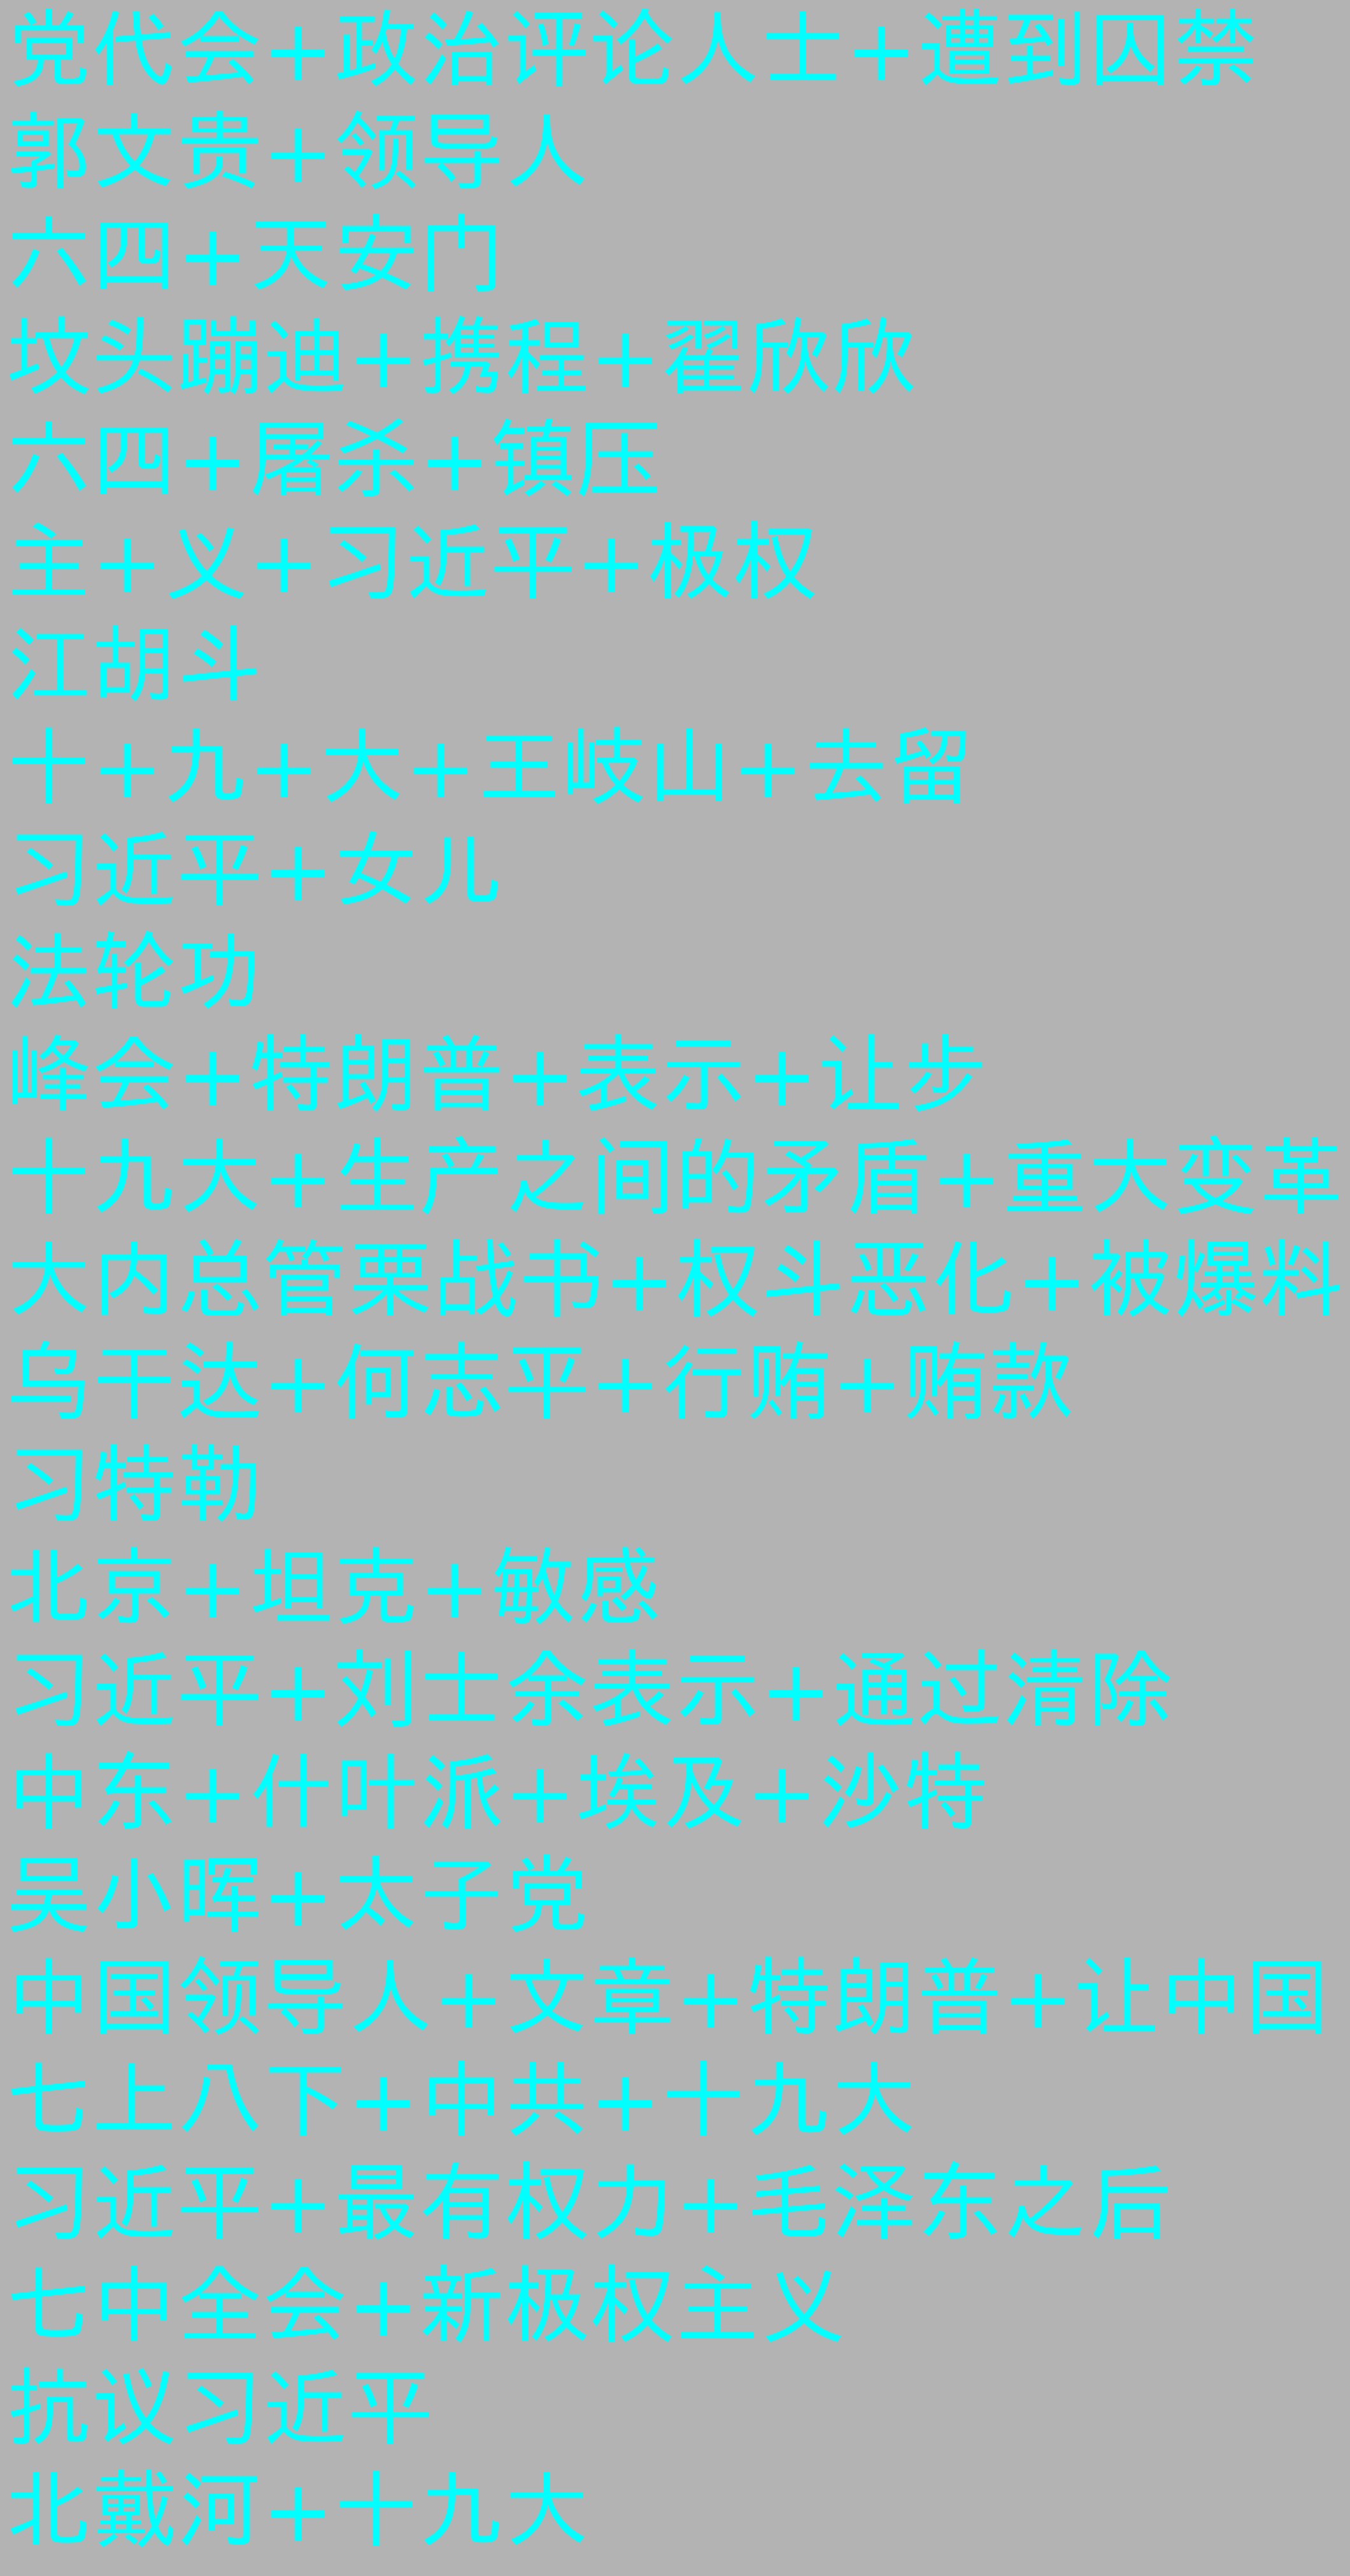 党代会+政治评论人士+遭到囚禁
郭文贵+领导人
六四+天安门
坟头蹦迪+携程+翟欣欣
六四+屠杀+镇压
主+义+习近平+极权
江胡斗
十+九+大+王岐山+去留
习近平+女儿
法轮功
峰会+特朗普+表示+让步
十九大+生产之间的矛盾+重大变革
大内总管栗战书+权斗恶化+被爆料
乌干达+何志平+行贿+贿款
习特勒
北京+坦克+敏感
习近平+刘士余表示+通过清除
中东+什叶派+埃及+沙特
吴小晖+太子党
中国领导人+文章+特朗普+让中国
七上八下+中共+十九大
习近平+最有权力+毛泽东之后
七中全会+新极权主义
抗议习近平
北戴河+十九大